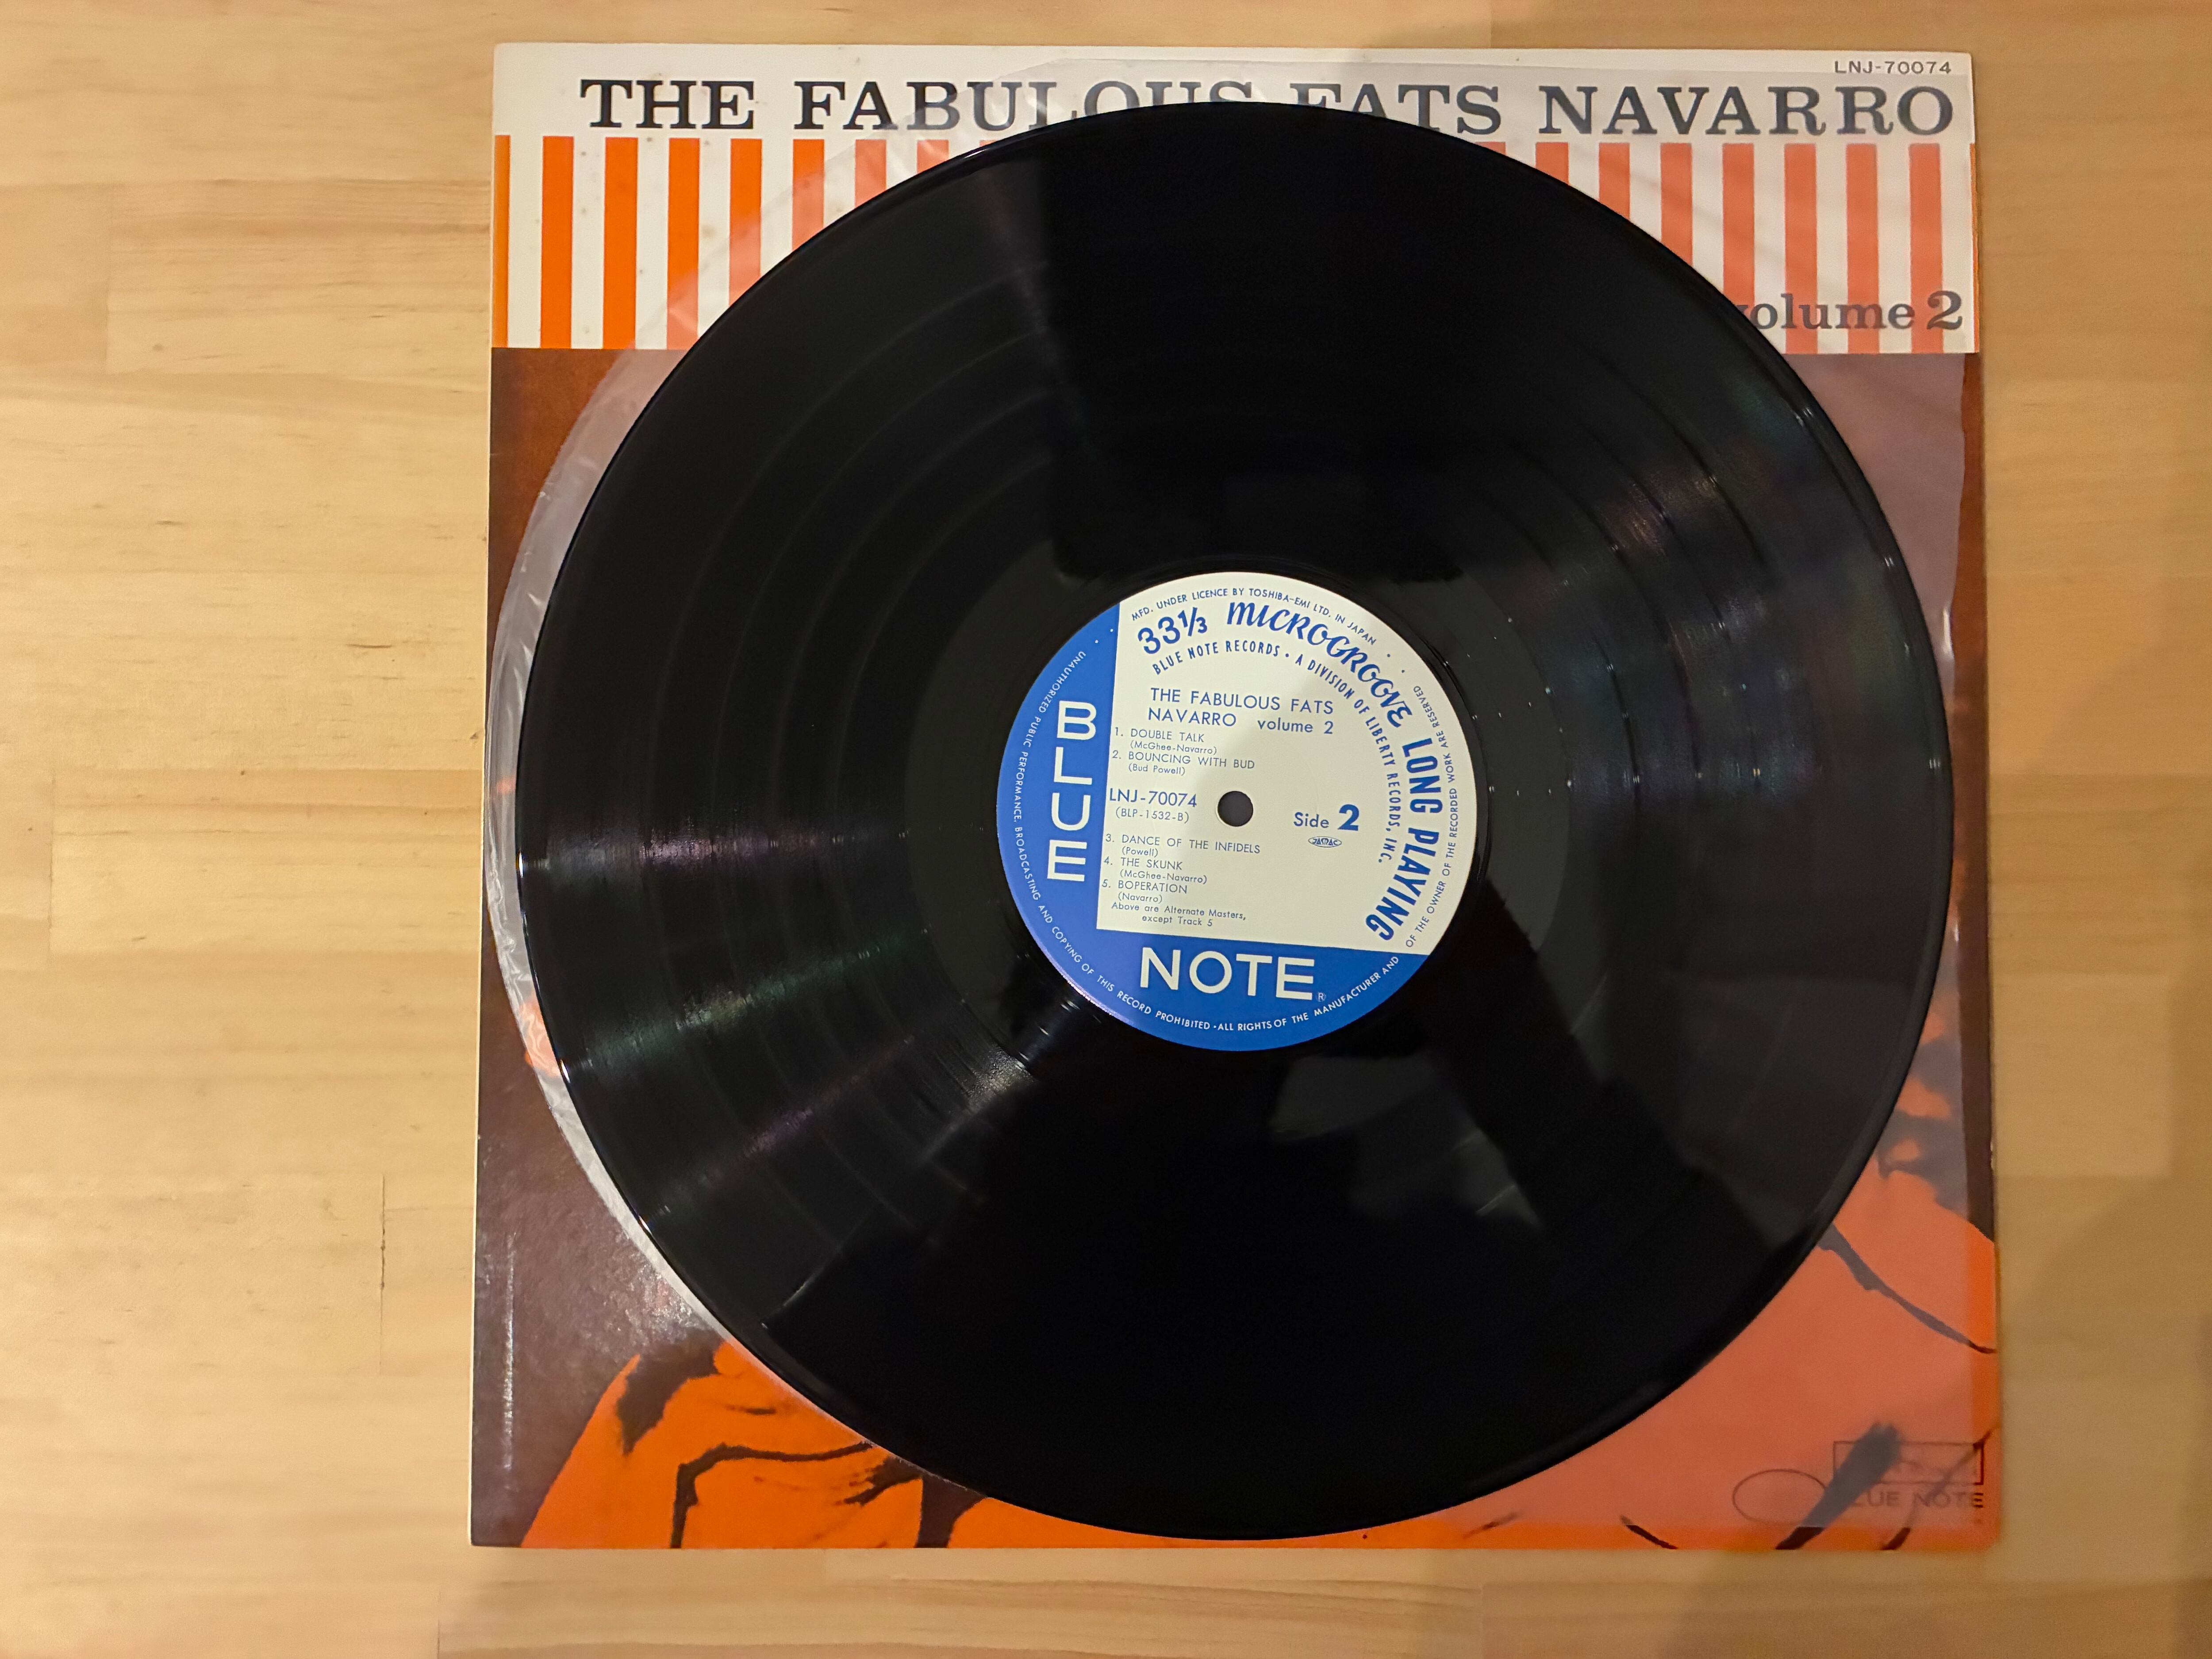 LNJ-70074
THE FABULOUS FATS NAVARRO
volume 2
MFD. UNDER LICENCE BY TOSHIBA-EMI LTD. IN JAPAN
33⅓ MICROGROOVE LONG PLAYING
BLUE NOTE RECORDS • A DIVISION OF LIBERTY RECORDS, INC.
THE FABULOUS FATS
NAVARRO volume 2
1. DOUBLE TALK
(McGhee-Navarro)
2. BOUNCING WITH BUD
(Bud Powell)
LNJ-70074
(BLP-1532-B)
Side 2
3. DANCE OF THE INFIDELS
(Powell)
4. THE SKUNK
(McGhee-Navarro)
5. BOPERATION
(Navarro)
Above are Alternate Masters,
except Track 5
BLUE
NOTE ®
UNAUTHORIZED PUBLIC PERFORMANCE, BROADCASTING AND COPYING OF THIS RECORD PROHIBITED • ALL RIGHTS OF THE MANUFACTURER AND OF THE OWNER OF THE RECORDED WORK ARE RESERVED
BLUE NOTE